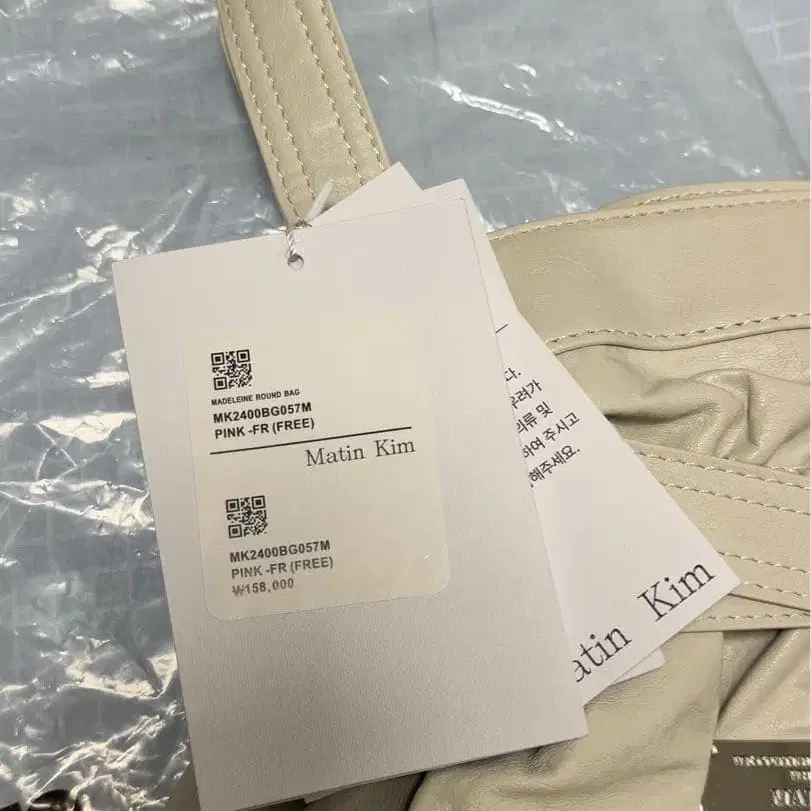 MADELEINE ROUND BAG
MK2400BG057M
PINK -FR (FREE)
Matin Kim
MK2400BG057M
PINK -FR (FREE)
₩158,000
다.
우려가
의류 및
하여 주시고
해주세요.
atin Kim